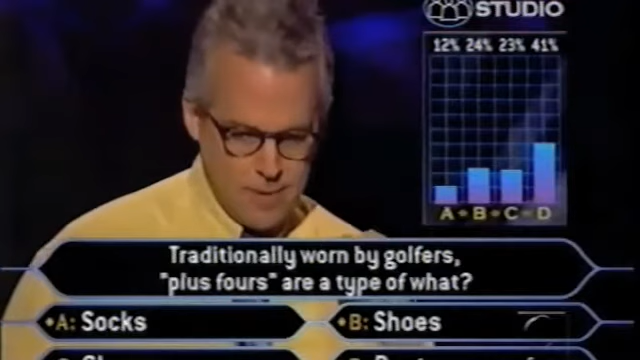 STUDIO
12% 24% 23% 41%
A B C D
Traditionally worn by golfers,
"plus fours" are a type of what?
A: Socks
B: Shoes